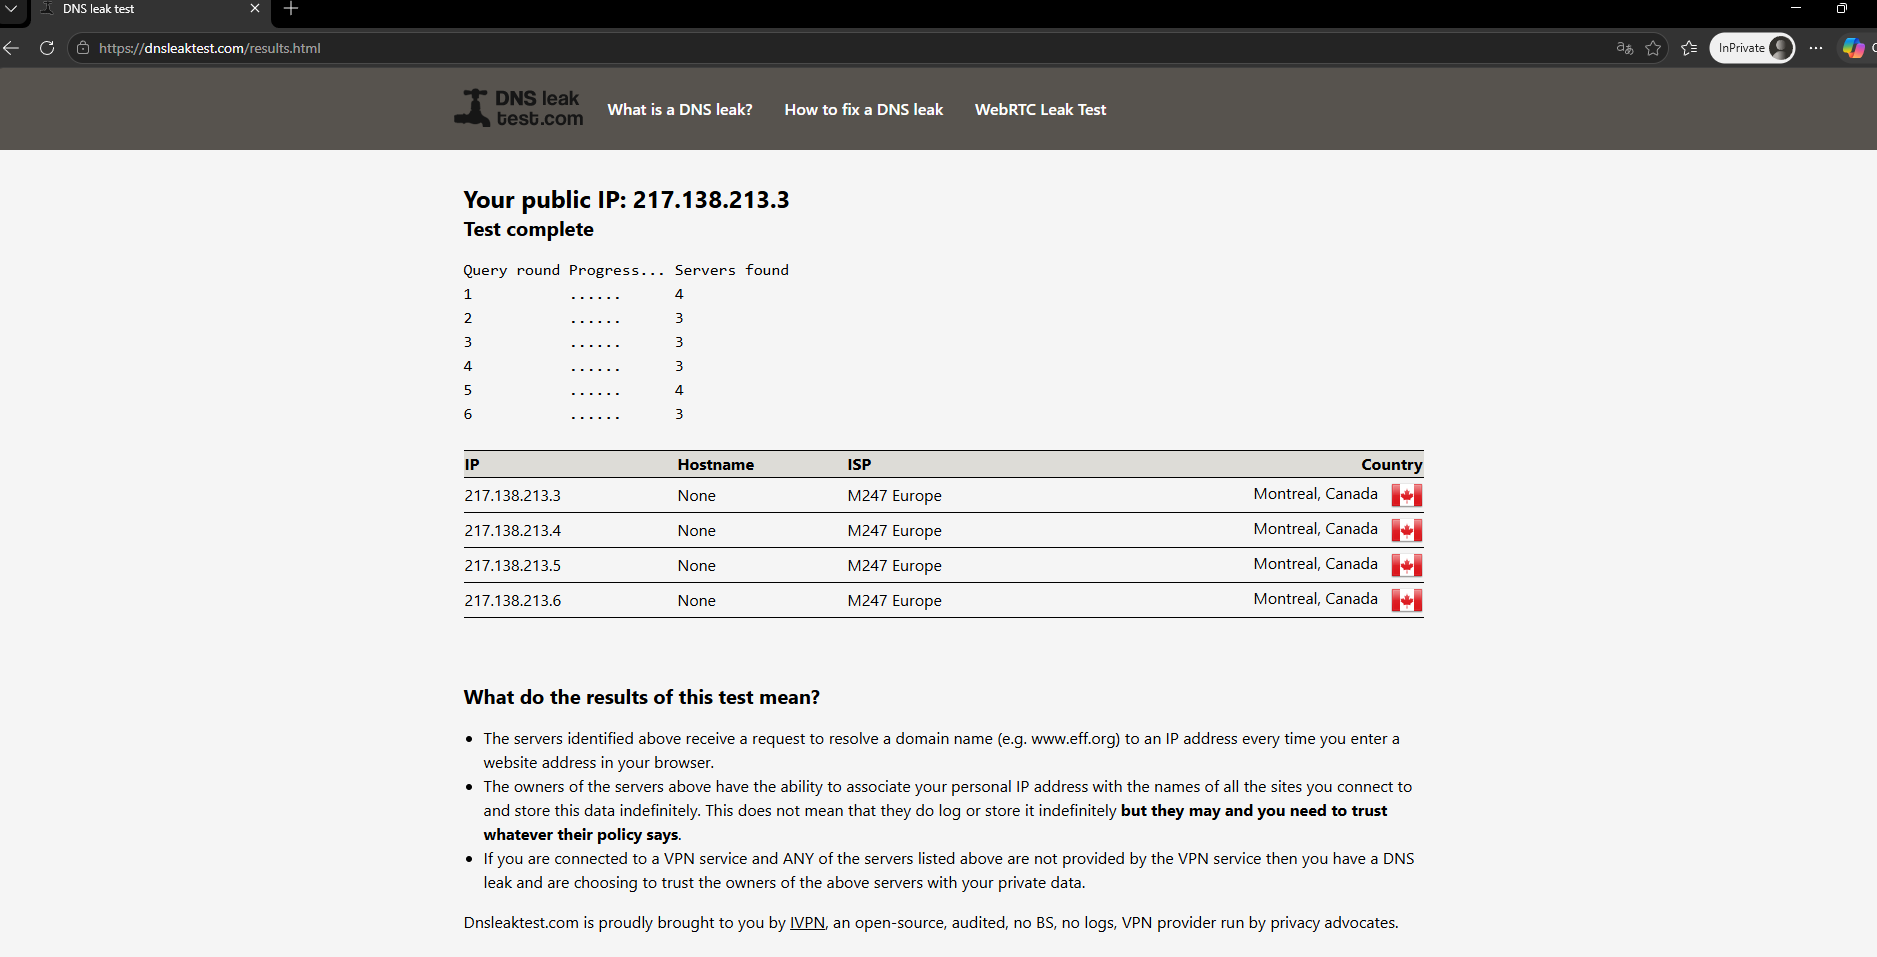 DNS leak test
https://dnsleaktest.com/results.html
InPrivate
DNS leak
test.com
What is a DNS leak?
How to fix a DNS leak
WebRTC Leak Test
Your public IP: 217.138.213.3
Test complete
Query round Progress... Servers found
1 ...... 4
2 ...... 3
3 ...... 3
4 ...... 3
5 ...... 4
6 ...... 3
IP Hostname ISP Country
217.138.213.3 None M247 Europe Montreal, Canada
217.138.213.4 None M247 Europe Montreal, Canada
217.138.213.5 None M247 Europe Montreal, Canada
217.138.213.6 None M247 Europe Montreal, Canada
What do the results of this test mean?
• The servers identified above receive a request to resolve a domain name (e.g. www.eff.org) to an IP address every time you enter a
website address in your browser.
• The owners of the servers above have the ability to associate your personal IP address with the names of all the sites you connect to
and store this data indefinitely. This does not mean that they do log or store it indefinitely but they may and you need to trust
whatever their policy says.
• If you are connected to a VPN service and ANY of the servers listed above are not provided by the VPN service then you have a DNS
leak and are choosing to trust the owners of the above servers with your private data.
Dnsleaktest.com is proudly brought to you by IVPN, an open-source, audited, no BS, no logs, VPN provider run by privacy advocates.